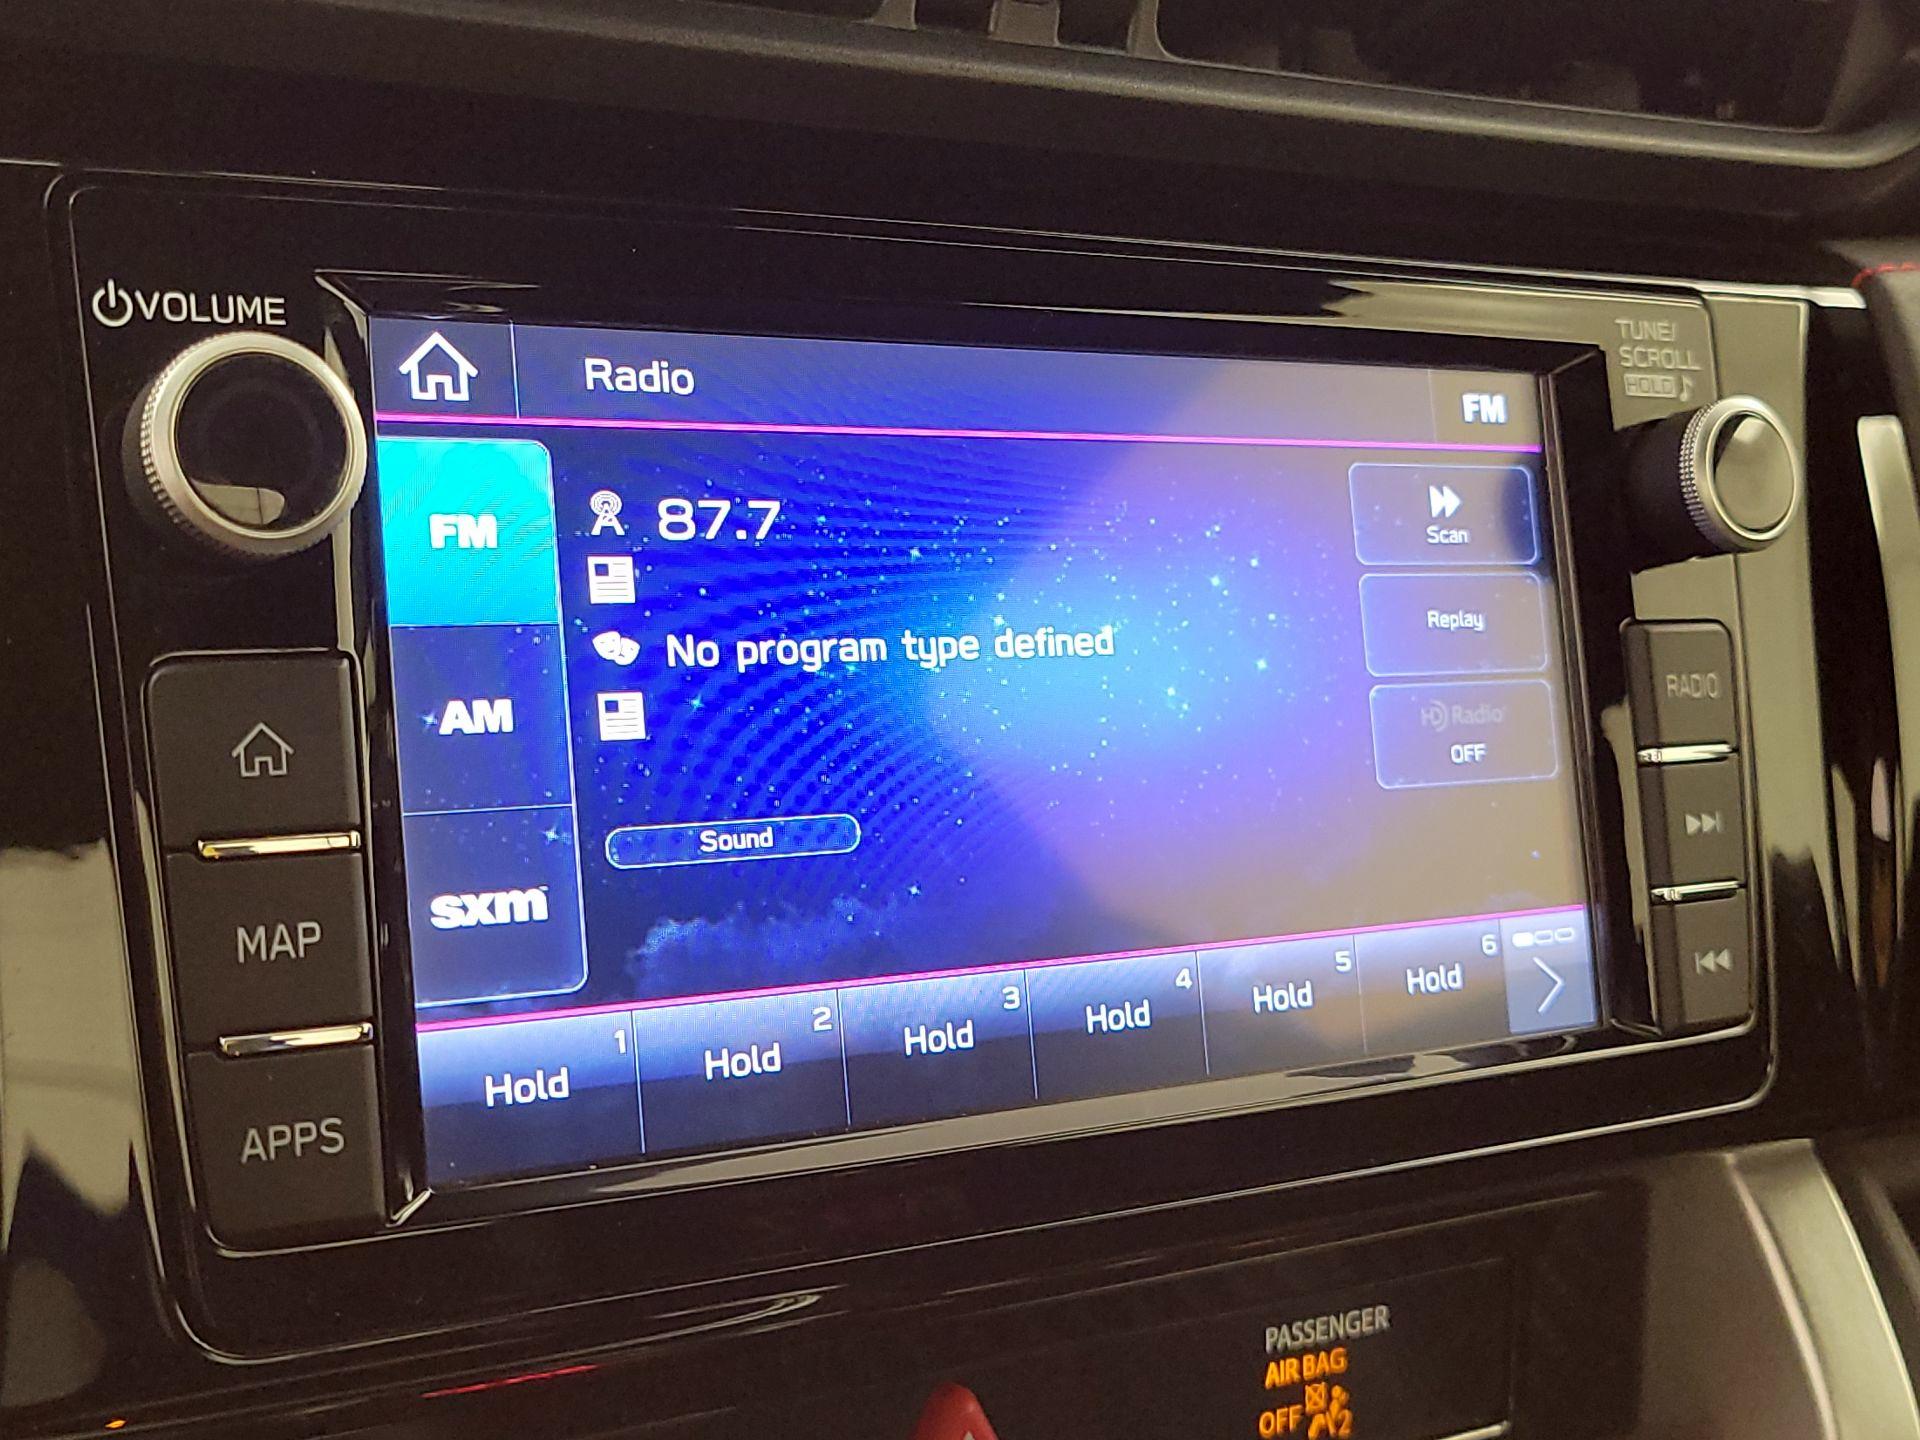 VOLUME
TUNE/
SCROLL
HOLD
Radio
FM
FM
87.7
Scan
No program type defined
Replay
AM
HD Radio
OFF
RADIO
Sound
sxm
MAP
APPS
1
Hold
2
Hold
3
Hold
4
Hold
5
Hold
6
Hold
PASSENGER
AIR BAG
OFF 2